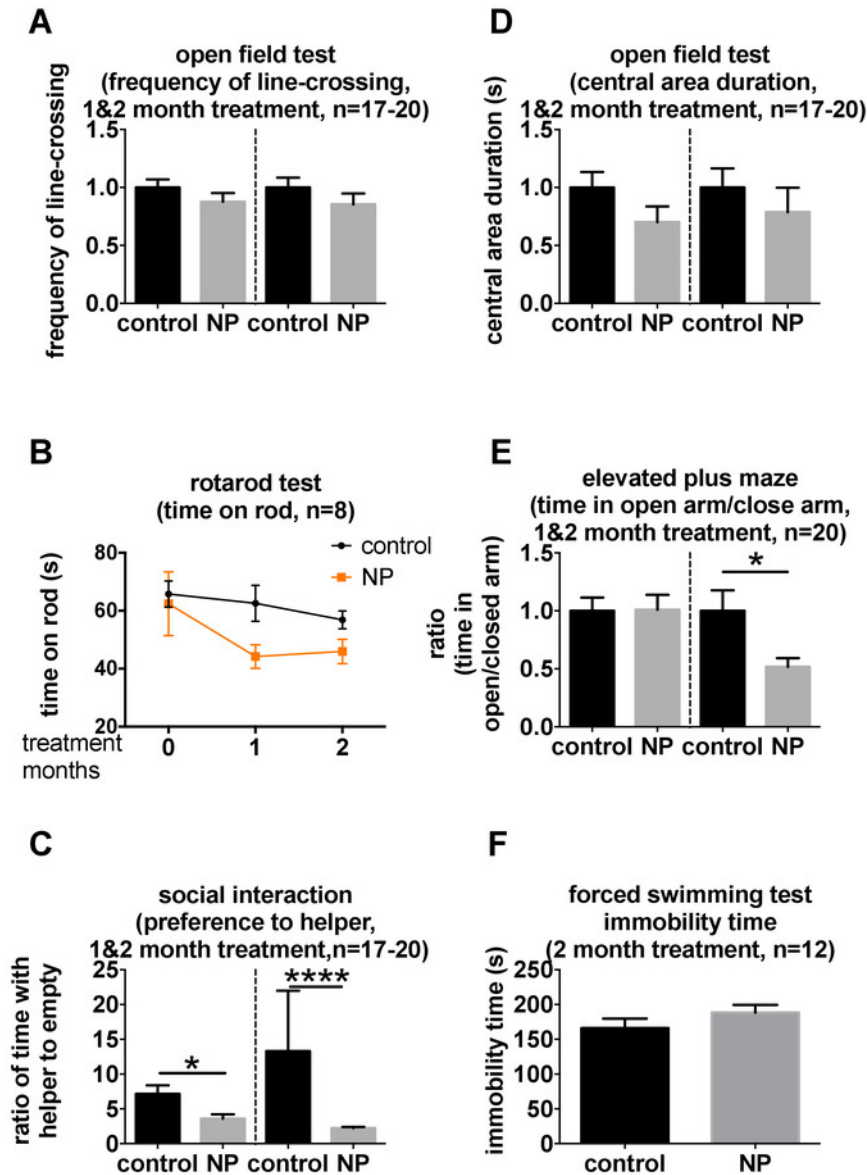 A
open field test
(frequency of line-crossing,
1&2 month treatment, n=17-20)
frequency of line-crossing
1.5
1.0
0.5
0.0
control NP control NP
D
open field test
(central area duration,
1&2 month treatment, n=17-20)
central area duration (s)
1.5
1.0
0.5
0.0
control NP control NP
B
rotarod test
(time on rod, n=8)
control
NP
time on rod (s)
80
60
40
20
treatment
months
0 1 2
E
elevated plus maze
(time in open arm/close arm,
1&2 month treatment, n=20)
ratio
(time in
open/closed arm)
1.5
1.0
0.5
0.0
*
control NP control NP
C
social interaction
(preference to helper,
1&2 month treatment,n=17-20)
ratio of time with
helper to empty
25
20
15
10
5
0
*
****
control NP control NP
F
forced swimming test
immobility time
(2 month treatment, n=12)
immobility time (s)
250
200
150
100
50
0
control NP